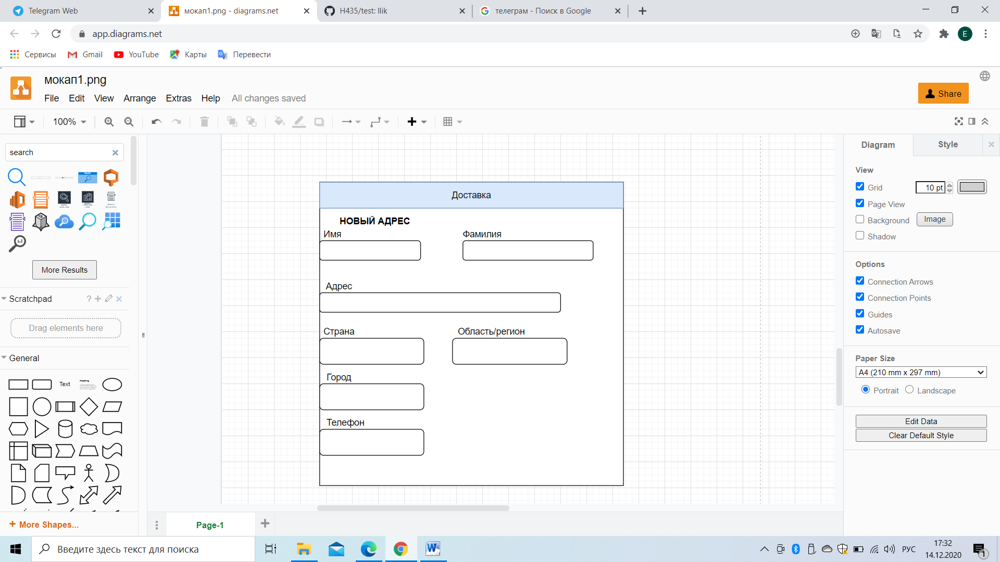 Telegram Web
мокап1.png - diagrams.net
H435/test: llik
телеграм - Поиск в Google
app.diagrams.net
E
Сервисы
Gmail
YouTube
Карты
Перевести
мокап1.png
File Edit View Arrange Extras Help All changes saved
Share
100%
search
More Results
Scratchpad
?
Drag elements here
General
Text
Heading
More Shapes...
Доставка
НОВЫЙ АДРЕС
Имя
Фамилия
Адрес
Страна
Область/регион
Город
Телефон
Page-1
Diagram
Style
View
Grid
10 pt
Page View
Background
Image
Shadow
Options
Connection Arrows
Connection Points
Guides
Autosave
Paper Size
A4 (210 mm x 297 mm)
Portrait
Landscape
Edit Data
Clear Default Style
Введите здесь текст для поиска
РУС
17:32
14.12.2020
1